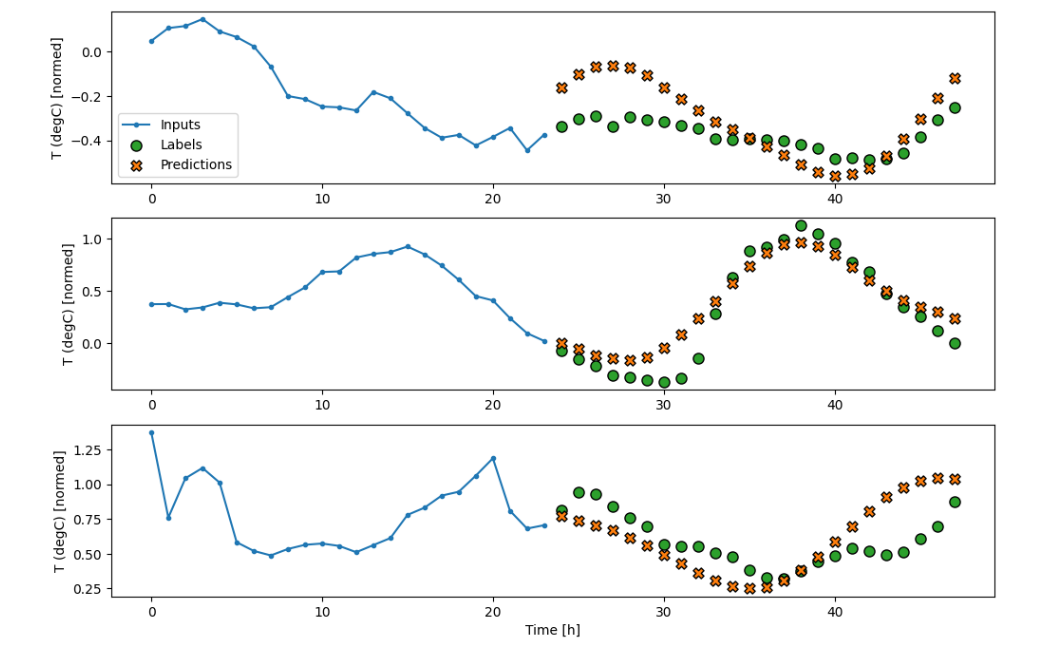 T (degC) [normed]
0.0
−0.2
−0.4
Inputs
Labels
Predictions
0 10 20 30 40
T (degC) [normed]
1.0
0.5
0.0
0 10 20 30 40
T (degC) [normed]
1.25
1.00
0.75
0.50
0.25
0 10 20 30 40
Time [h]